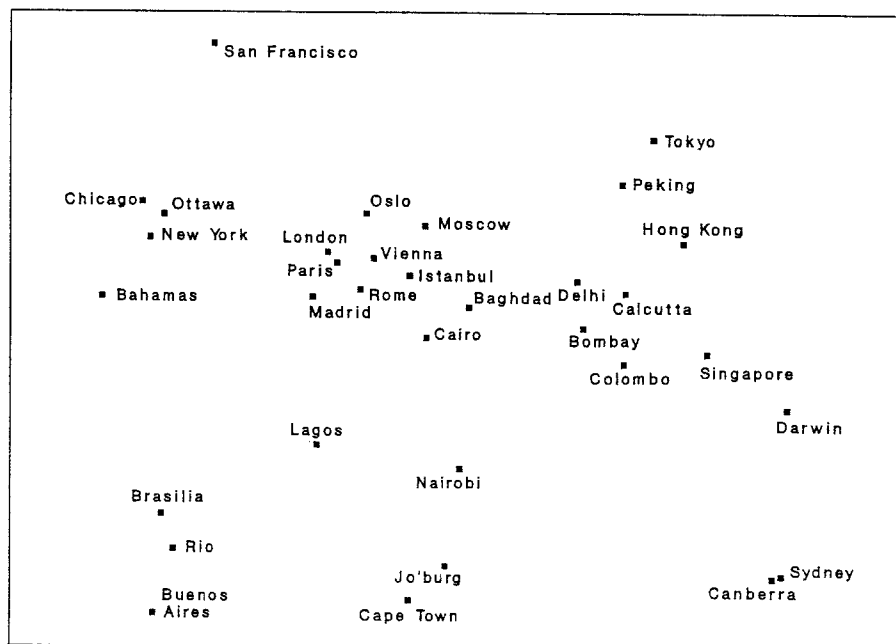 San Francisco
Tokyo
Peking
Chicago
Ottawa
Oslo
New York
Moscow
Hong Kong
London
Vienna
Paris
Istanbul
Bahamas
Rome
Baghdad
Delhi
Madrid
Calcutta
Cairo
Bombay
Colombo
Singapore
Darwin
Lagos
Nairobi
Brasilia
Rio
Jo'burg
Sydney
Canberra
Buenos
Aires
Cape Town